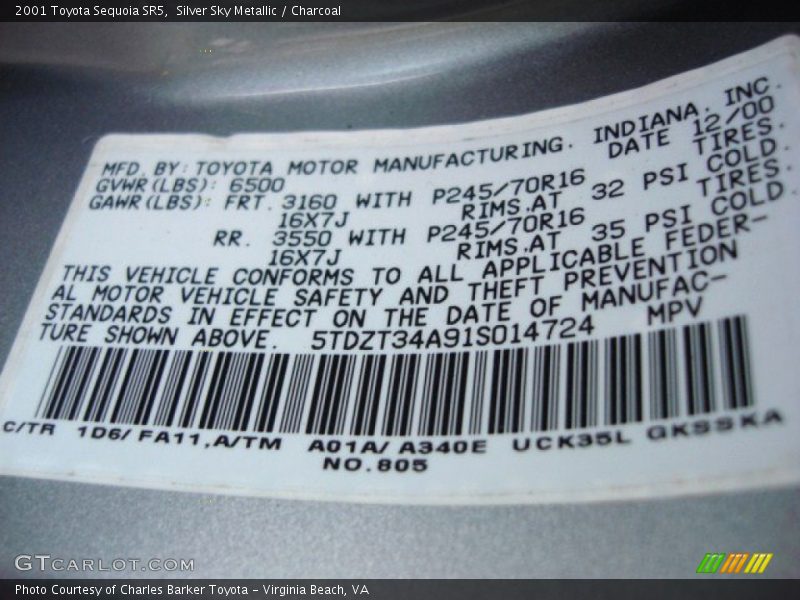 2001 Toyota Sequoia SR5,  Silver Sky Metallic / Charcoal
MFD. BY: TOYOTA MOTOR MANUFACTURING. INDIANA. INC.
GVWR(LBS): 6500 DATE 12/00
GAWR(LBS): FRT. 3160 WITH P245/70R16 TIRES.
16X7J RIMS.AT 32 PSI COLD.
RR. 3550 WITH P245/70R16 TIRES.
16X7J RIMS.AT 35 PSI COLD.
THIS VEHICLE CONFORMS TO ALL APPLICABLE FEDER-
AL MOTOR VEHICLE SAFETY AND THEFT PREVENTION
STANDARDS IN EFFECT ON THE DATE OF MANUFAC-
TURE SHOWN ABOVE. 5TDZT34A91S014724 MPV
C/TR 1D6/FA11,A/TM A01A/A340E UCK35L GKSSKA
NO.805
GTCARLOT.COM
Photo Courtesy of Charles Barker Toyota - Virginia Beach, VA